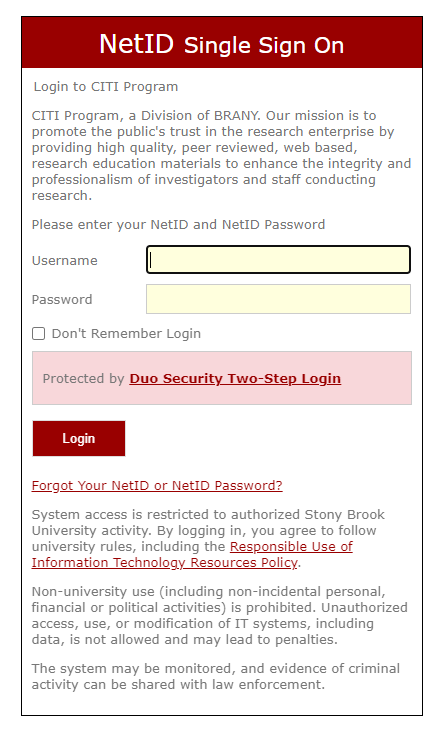 NetID Single Sign On
Login to CITI Program
CITI Program, a Division of BRANY. Our mission is to
promote the public's trust in the research enterprise by
providing high quality, peer reviewed, web based,
research education materials to enhance the integrity and
professionalism of investigators and staff conducting
research.
Please enter your NetID and NetID Password
Username
Password
Don't Remember Login
Protected by Duo Security Two-Step Login
Login
Forgot Your NetID or NetID Password?
System access is restricted to authorized Stony Brook
University activity. By logging in, you agree to follow
university rules, including the Responsible Use of
Information Technology Resources Policy.
Non-university use (including non-incidental personal,
financial or political activities) is prohibited. Unauthorized
access, use, or modification of IT systems, including
data, is not allowed and may lead to penalties.
The system may be monitored, and evidence of criminal
activity can be shared with law enforcement.